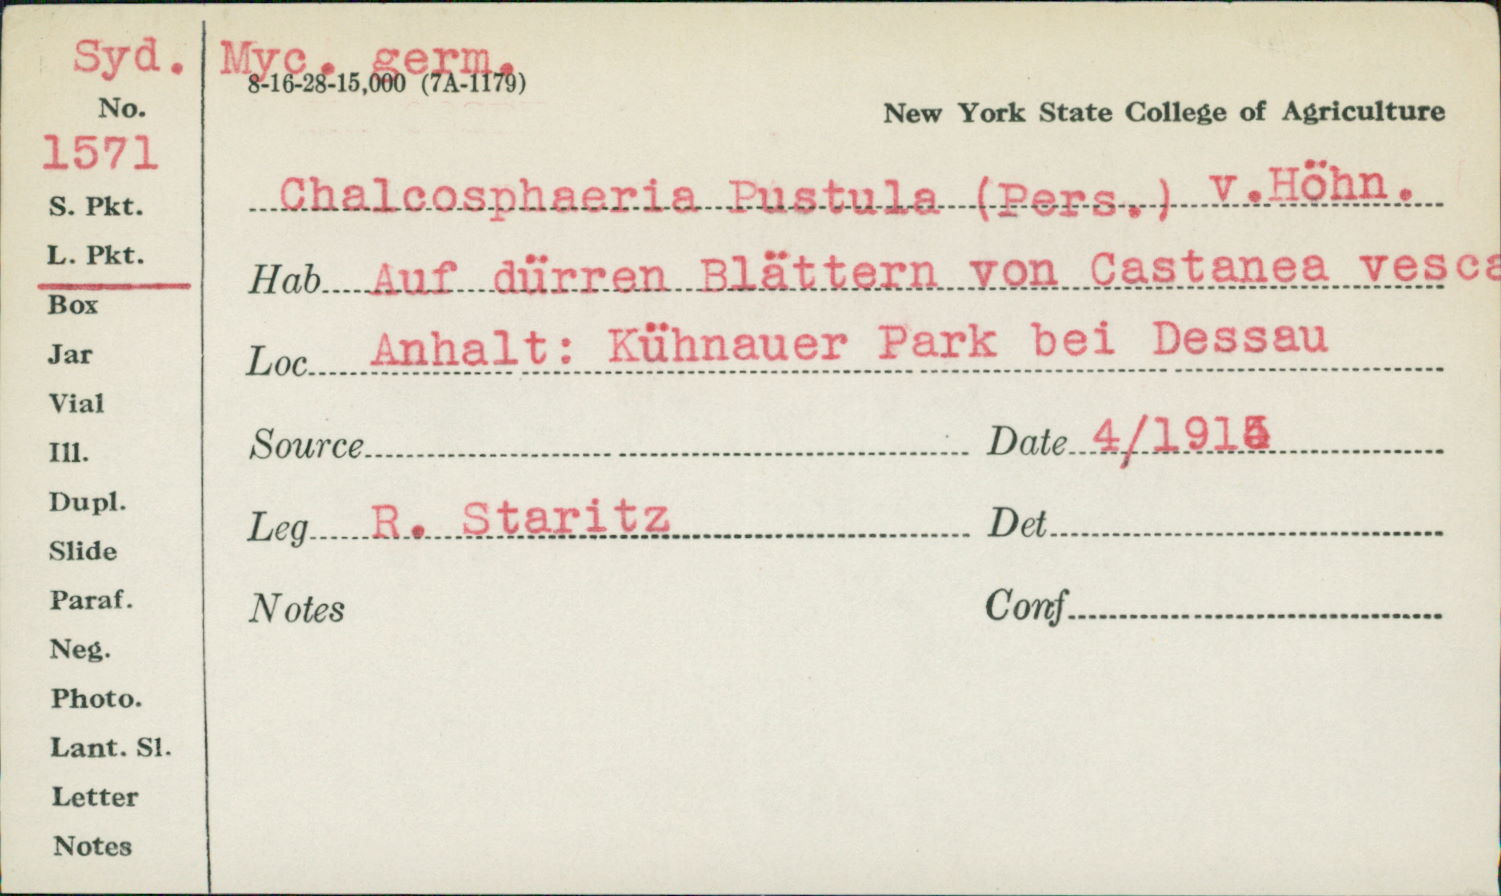 Syd. Myc. germ.
8-16-28-15,000 (7A-1179)
No.
New York State College of Agriculture
1571
Chalcosphaeria Pustula (Pers.) v.Höhn.
S. Pkt.
L. Pkt.
Hab Auf dürren Blättern von Castanea vesca
Box
Loc Anhalt: Kühnauer Park bei Dessau
Jar
Vial
Source
Date
Ill.
Dupl.
Leg R. Staritz
Det
Slide
Paraf.
Notes
Conf
Neg.
Photo.
Lant. Sl.
Letter
Notes